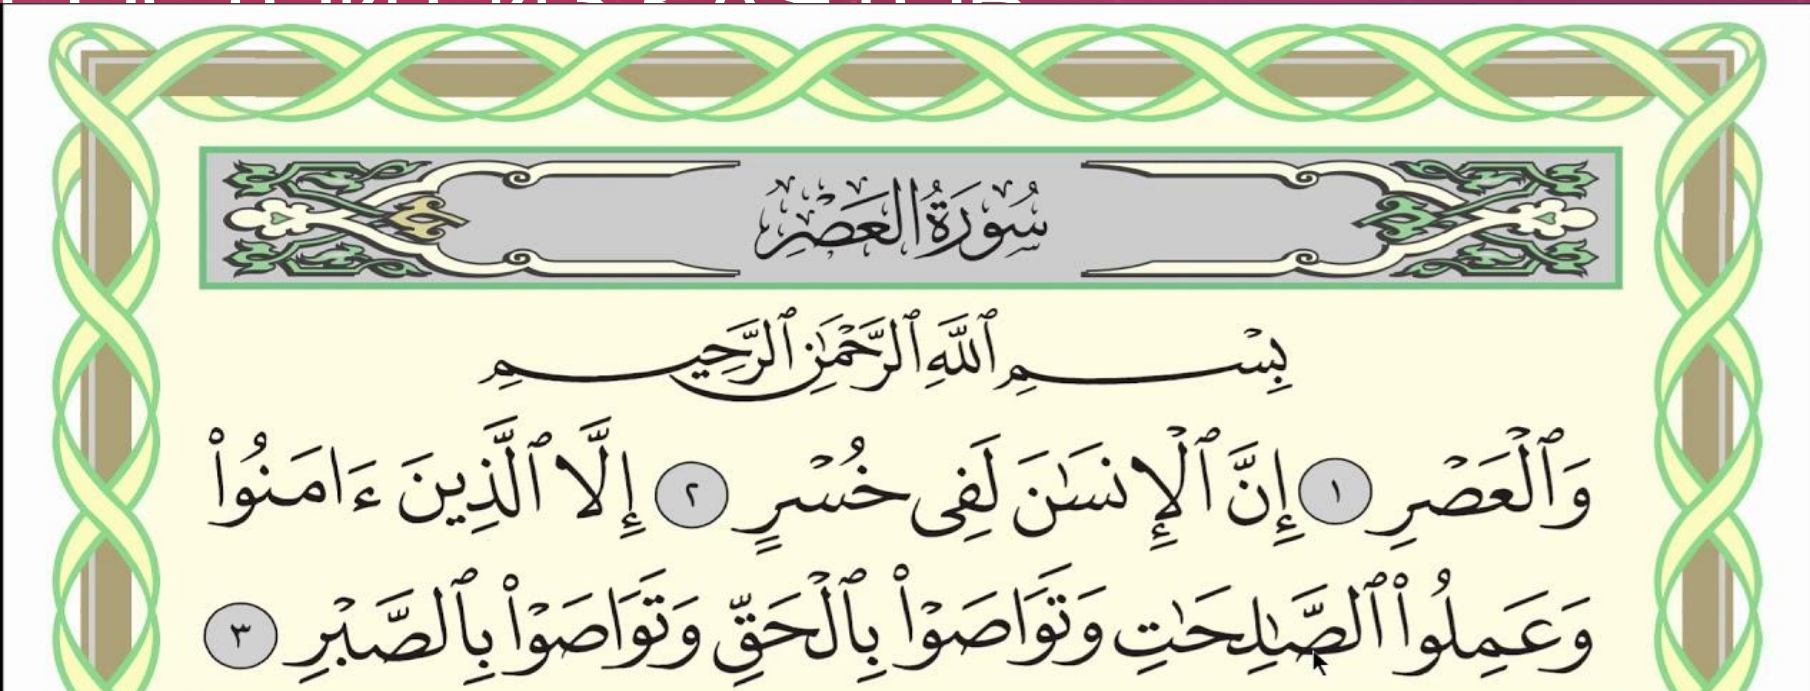 سُورَةُ العَصْرِ
بِسْمِ ٱللَّهِ ٱلرَّحْمَٰنِ ٱلرَّحِيمِ
وَٱلْعَصْرِ ١ إِنَّ ٱلْإِنسَٰنَ لَفِى خُسْرٍ ٢ إِلَّا ٱلَّذِينَ ءَامَنُوا۟
وَعَمِلُوا۟ ٱلصَّٰلِحَٰتِ وَتَوَاصَوْا۟ بِٱلْحَقِّ وَتَوَاصَوْا۟ بِٱلصَّبْرِ ٣